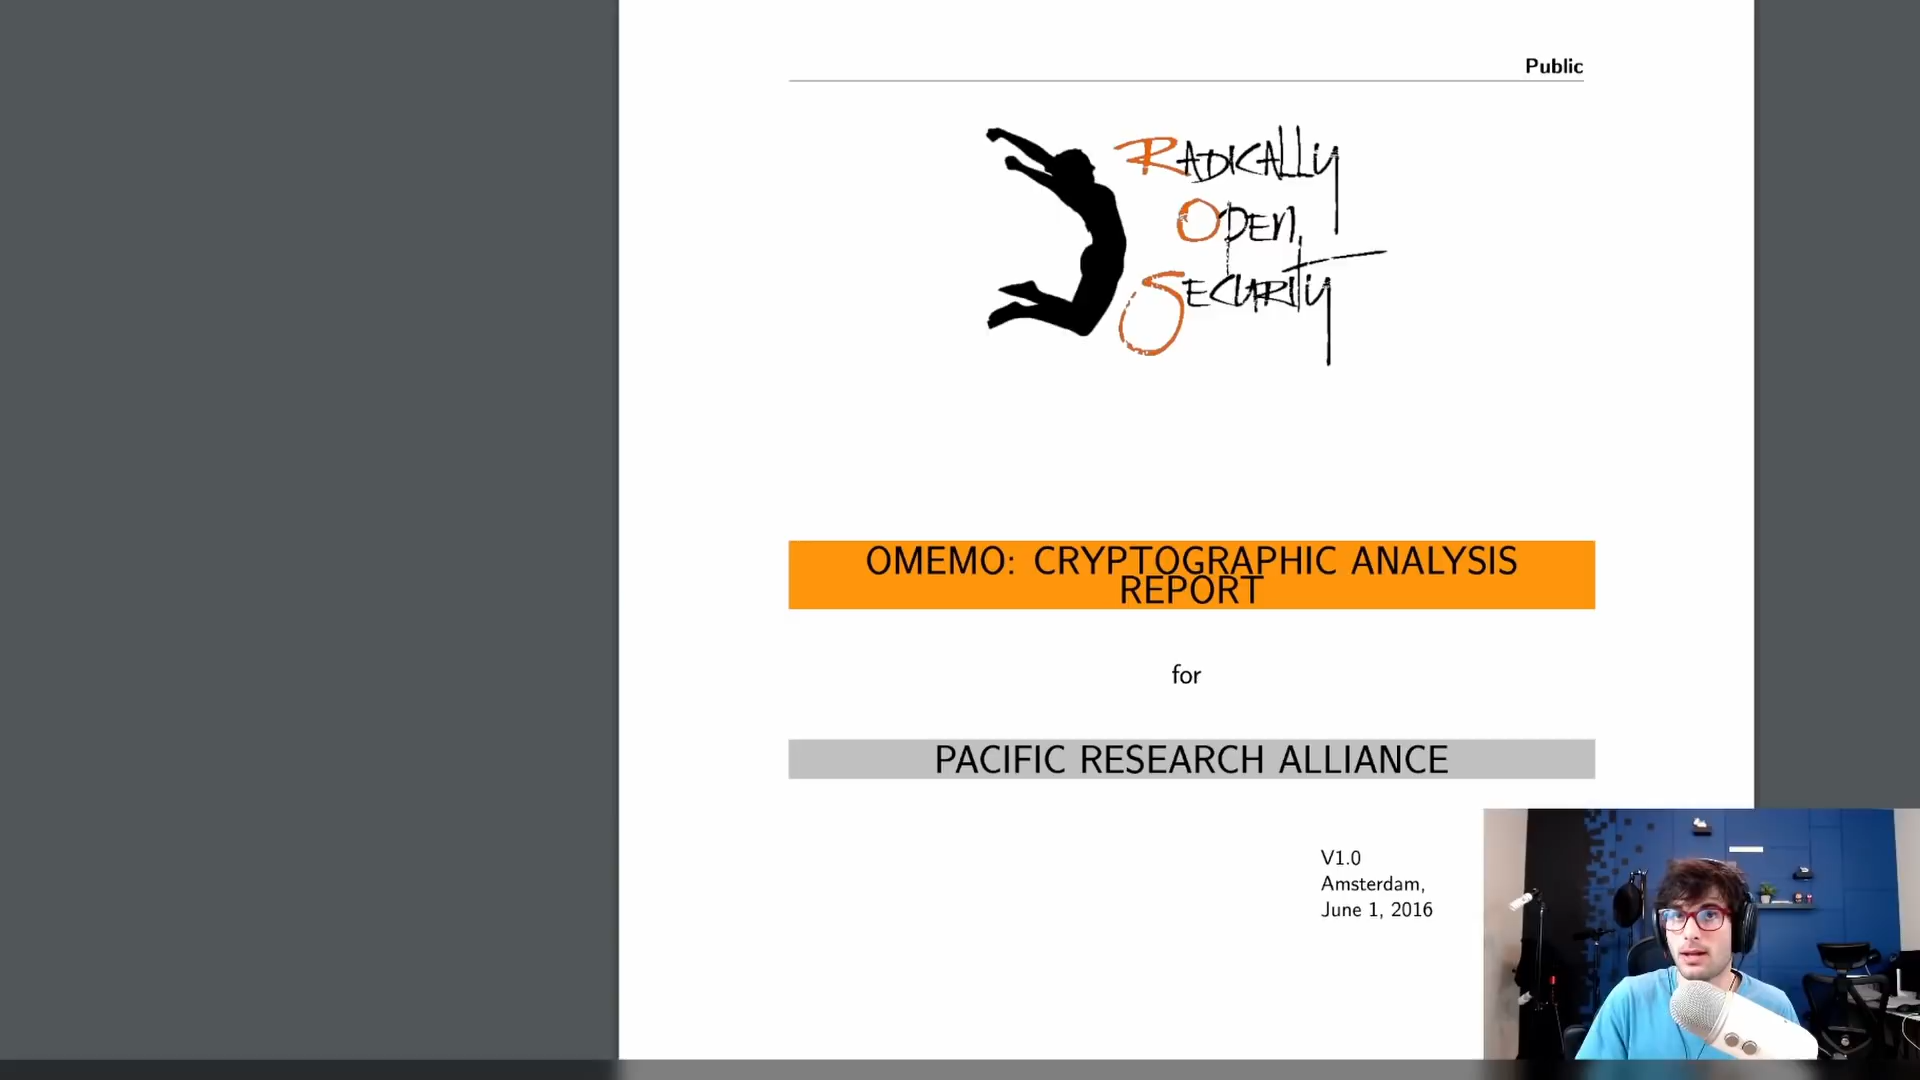 Public
RADICALLY
OPEN
SECURITY
OMEMO: CRYPTOGRAPHIC ANALYSIS
REPORT
for
PACIFIC RESEARCH ALLIANCE
V1.0
Amsterdam,
June 1, 2016